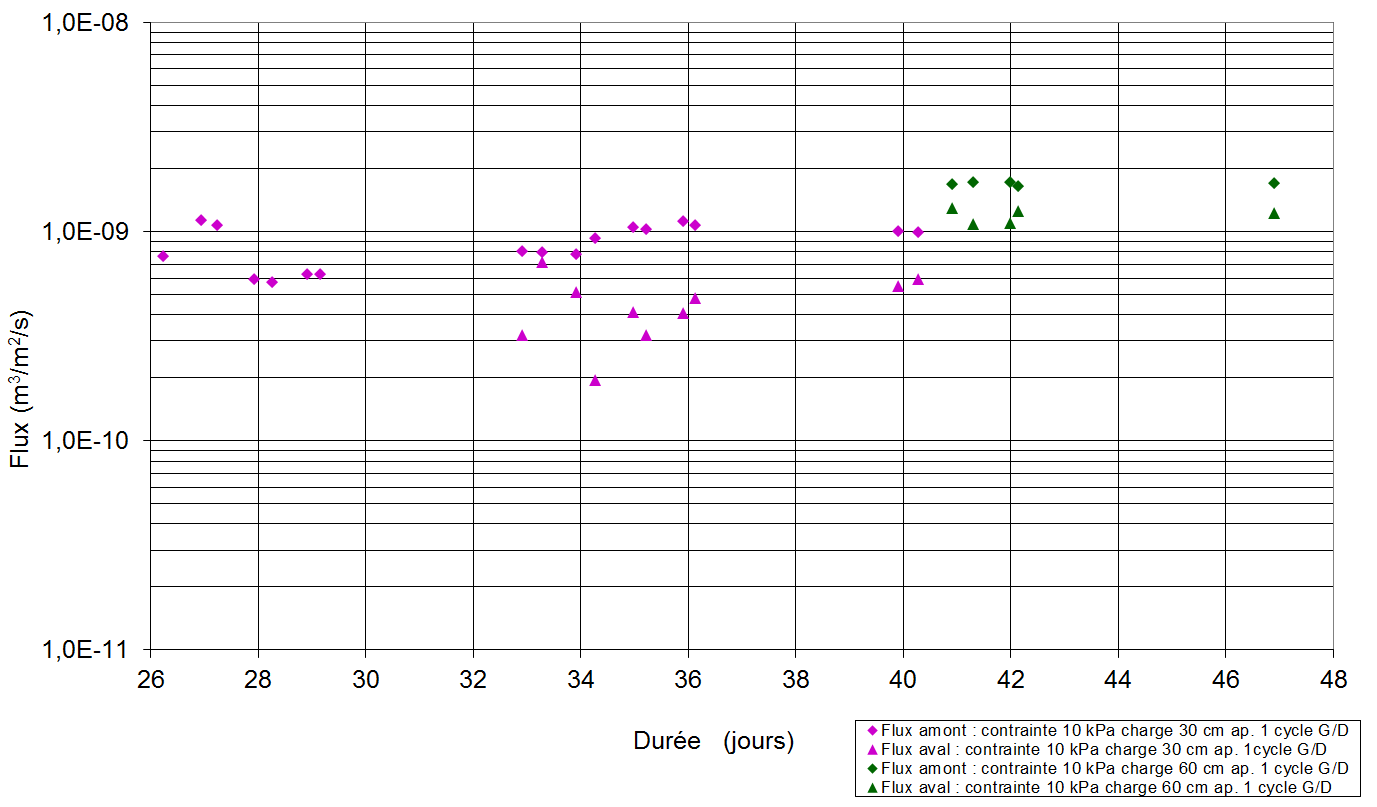 1,0E-08
1,0E-09
1,0E-10
1,0E-11
Flux (m³/m²/s)
26 28 30 32 34 36 38 40 42 44 46 48
Durée (jours)
Flux amont : contrainte 10 kPa charge 30 cm ap. 1 cycle G/D
Flux aval : contrainte 10 kPa charge 30 cm ap. 1cycle G/D
Flux amont : contrainte 10 kPa charge 60 cm ap. 1 cycle G/D
Flux aval : contrainte 10 kPa charge 60 cm ap. 1 cycle G/D